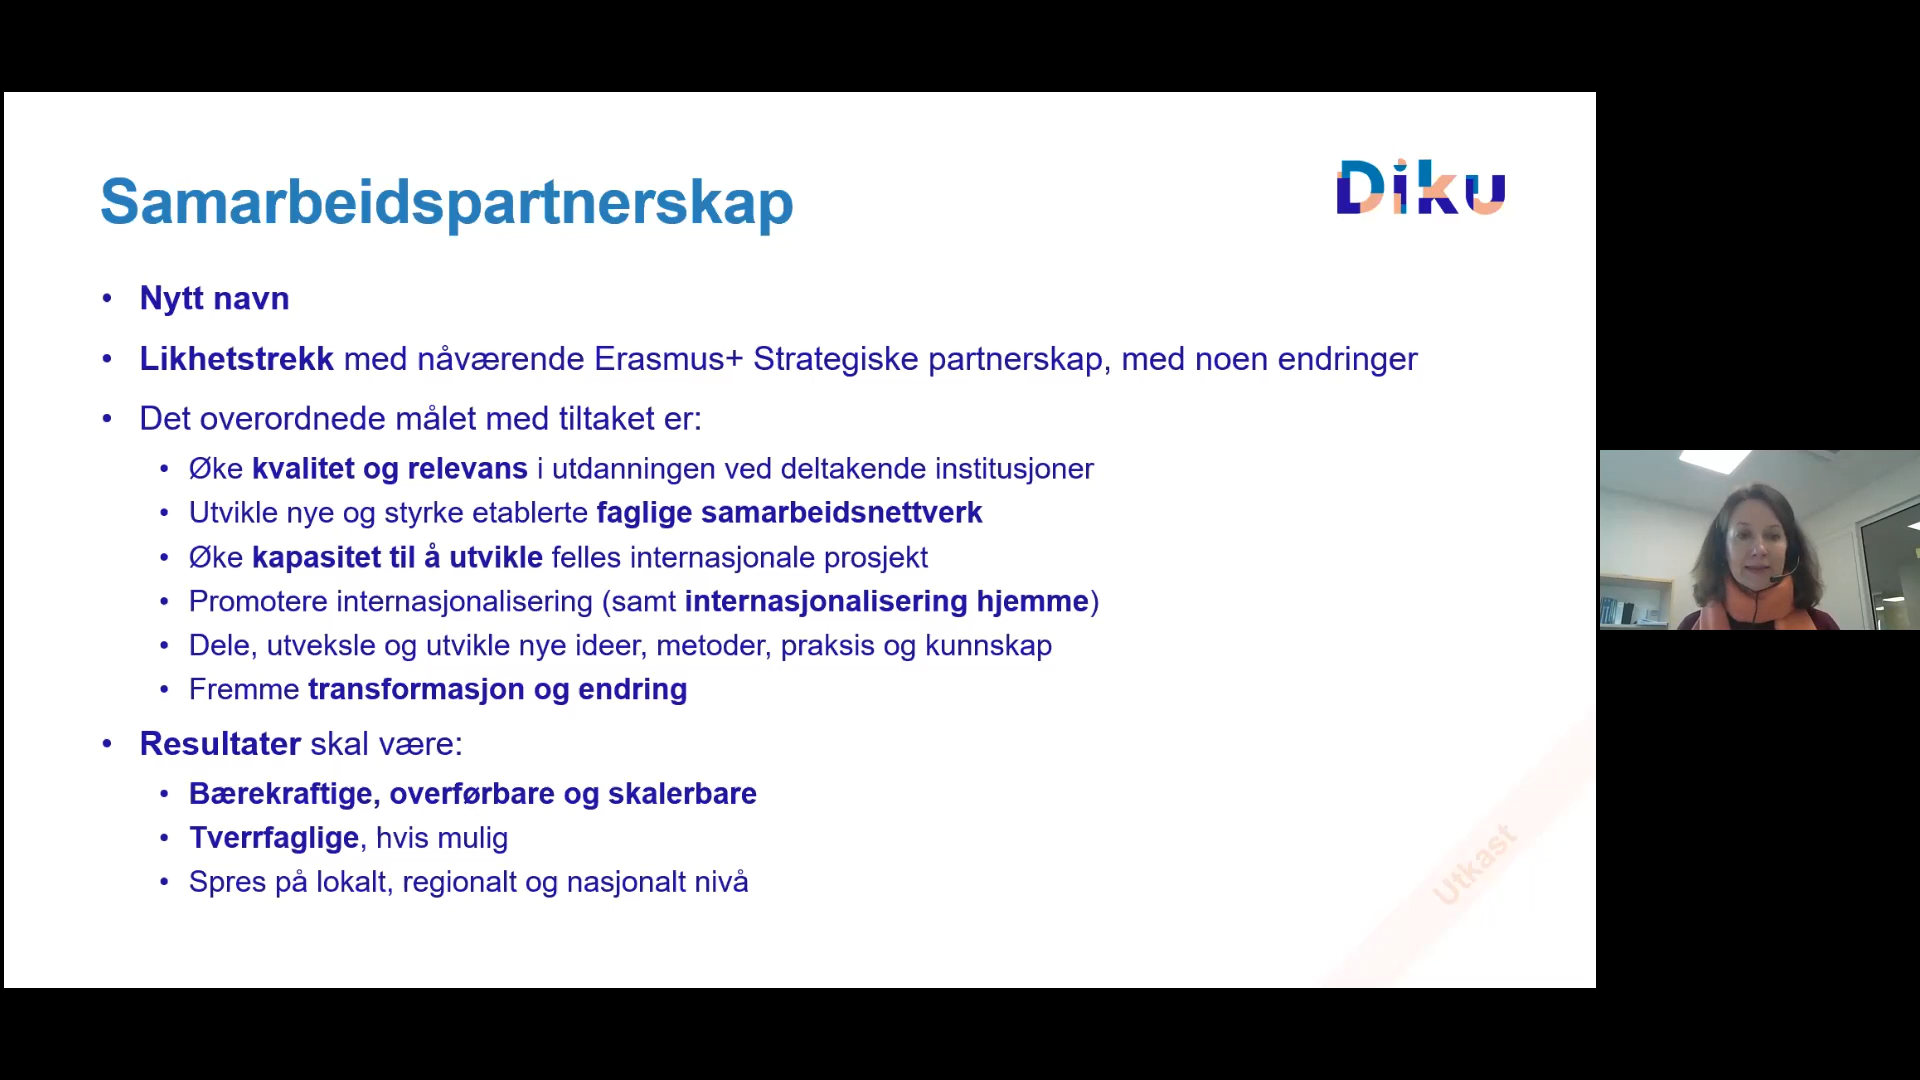 Samarbeidspartnerskap
Diku
• Nytt navn
• Likhetstrekk med nåværende Erasmus+ Strategiske partnerskap, med noen endringer
• Det overordnede målet med tiltaket er:
• Øke kvalitet og relevans i utdanningen ved deltakende institusjoner
• Utvikle nye og styrke etablerte faglige samarbeidsnettverk
• Øke kapasitet til å utvikle felles internasjonale prosjekt
• Promotere internasjonalisering (samt internasjonalisering hjemme)
• Dele, utveksle og utvikle nye ideer, metoder, praksis og kunnskap
• Fremme transformasjon og endring
• Resultater skal være:
• Bærekraftige, overførbare og skalerbare
• Tverrfaglige, hvis mulig
• Spres på lokalt, regionalt og nasjonalt nivå
Utkast